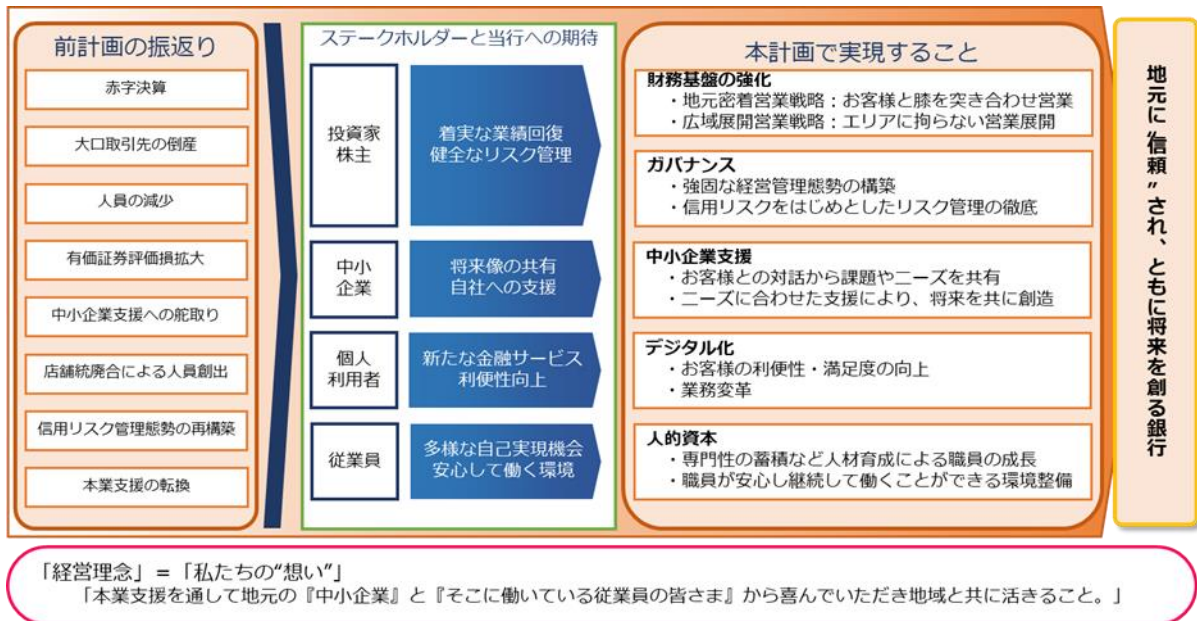 前計画の振返り
赤字決算
大口取引先の倒産
人員の減少
有価証券評価損拡大
中小企業支援への舵取り
店舗統廃合による人員創出
信用リスク管理態勢の再構築
本業支援の転換
ステークホルダーと当行への期待
投資家
株主
着実な業績回復
健全なリスク管理
中小
企業
将来像の共有
自社への支援
個人
利用者
新たな金融サービス
利便性向上
従業員
多様な自己実現機会
安心して働く環境
本計画で実現すること
財務基盤の強化
・地元密着営業戦略：お客様と膝を突き合わせ営業
・広域展開営業戦略：エリアに拘らない営業展開
ガバナンス
・強固な経営管理態勢の構築
・信用リスクをはじめとしたリスク管理の徹底
中小企業支援
・お客様との対話から課題やニーズを共有
・ニーズに合わせた支援により、将来を共に創造
デジタル化
・お客様の利便性・満足度の向上
・業務変革
人的資本
・専門性の蓄積など人材育成による職員の成長
・職員が安心し継続して働くことができる環境整備
地元に“信頼”され、ともに将来を創る銀行
「経営理念」＝「私たちの“想い”」
「本業支援を通して地元の『中小企業』と『そこに働いている従業員の皆さま』から喜んでいただき地域と共に活きること。」